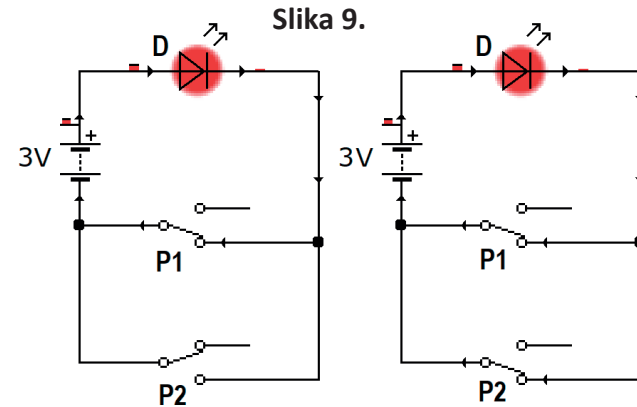 Slika 9.
D D
+ +
3V 3V
P1 P1
P2 P2